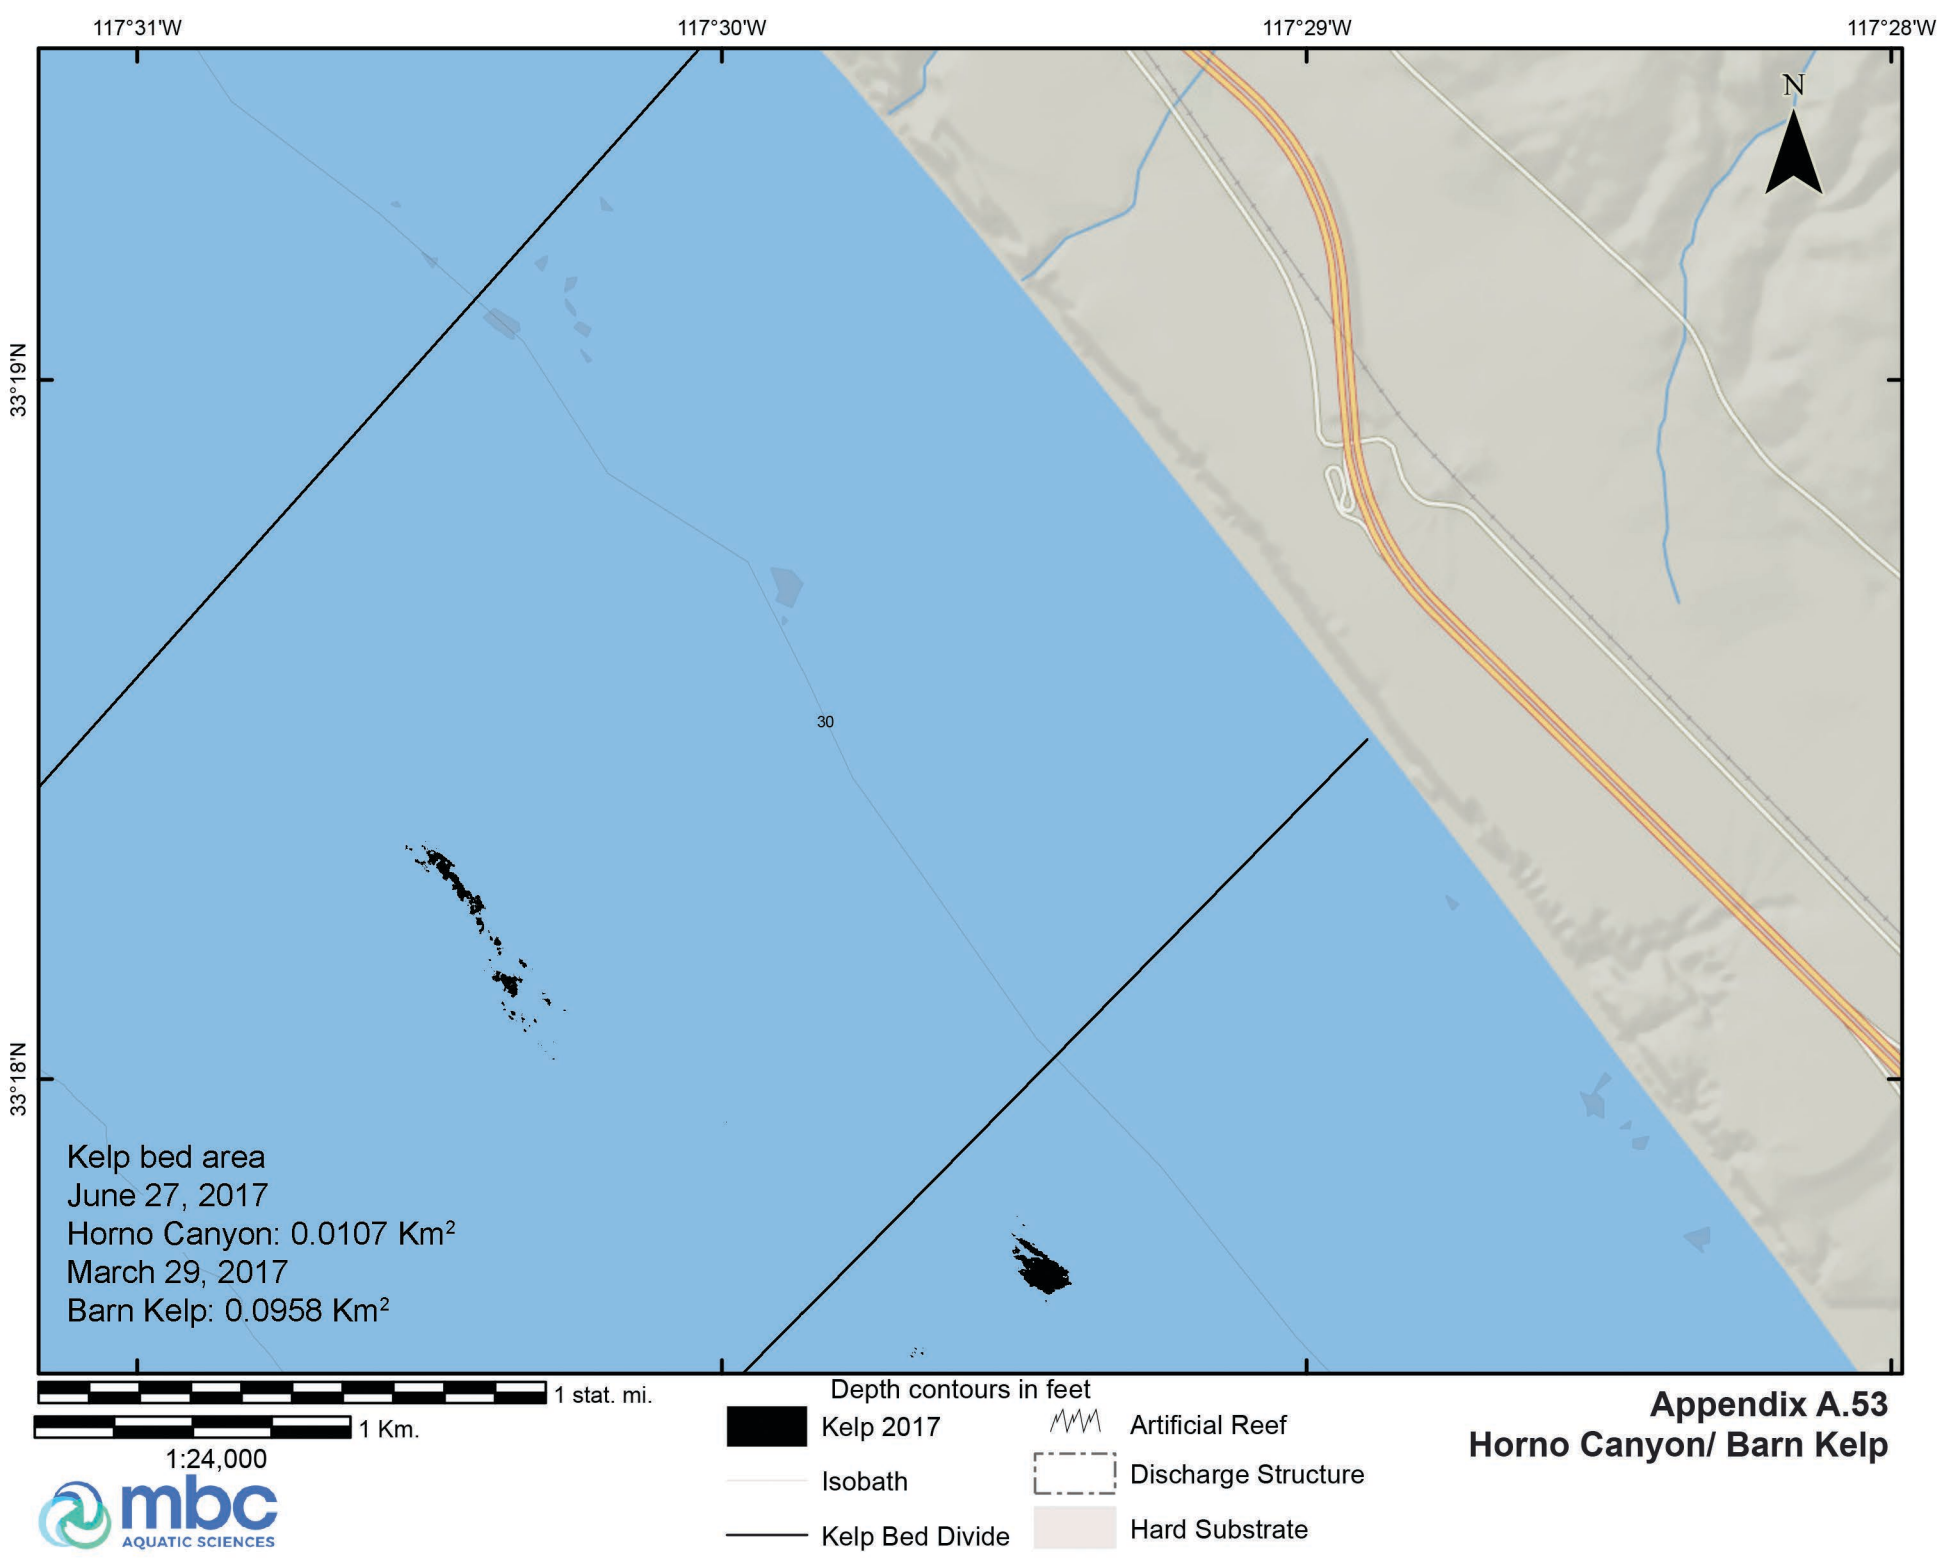 117°31'W
117°30'W
117°29'W
117°28'W
N
33°19'N
30
33°18'N
Kelp bed area
June 27, 2017
Horno Canyon: 0.0107 Km²
March 29, 2017
Barn Kelp: 0.0958 Km²
1 stat. mi.
1 Km.
1:24,000
mbc
AQUATIC SCIENCES
Depth contours in feet
Kelp 2017
Isobath
Kelp Bed Divide
Artificial Reef
Discharge Structure
Hard Substrate
Appendix A.53
Horno Canyon/ Barn Kelp